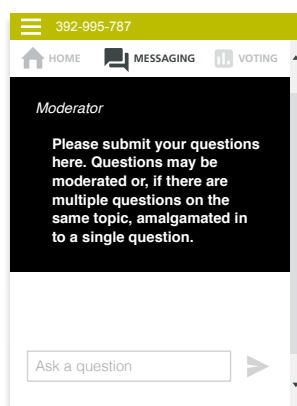 392-995-787
HOME MESSAGING VOTING
Moderator
Please submit your questions
here. Questions may be
moderated or, if there are
multiple questions on the
same topic, amalgamated in
to a single question.
Ask a question